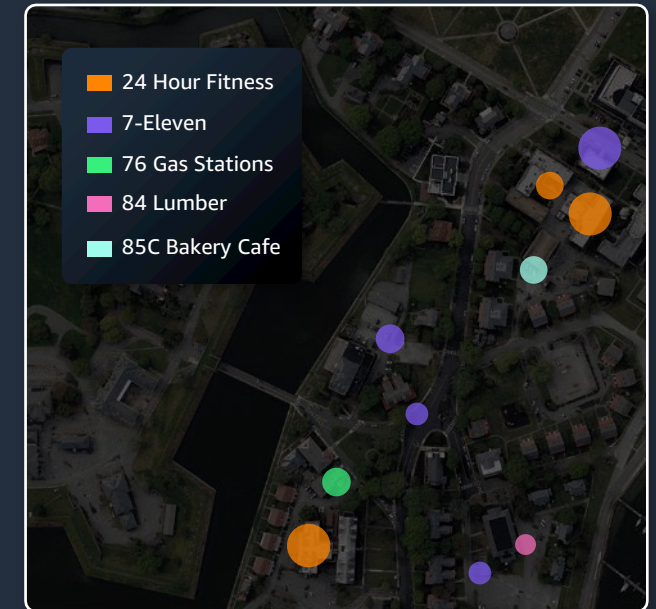 24 Hour Fitness
7-Eleven
76 Gas Stations
84 Lumber
85C Bakery Cafe